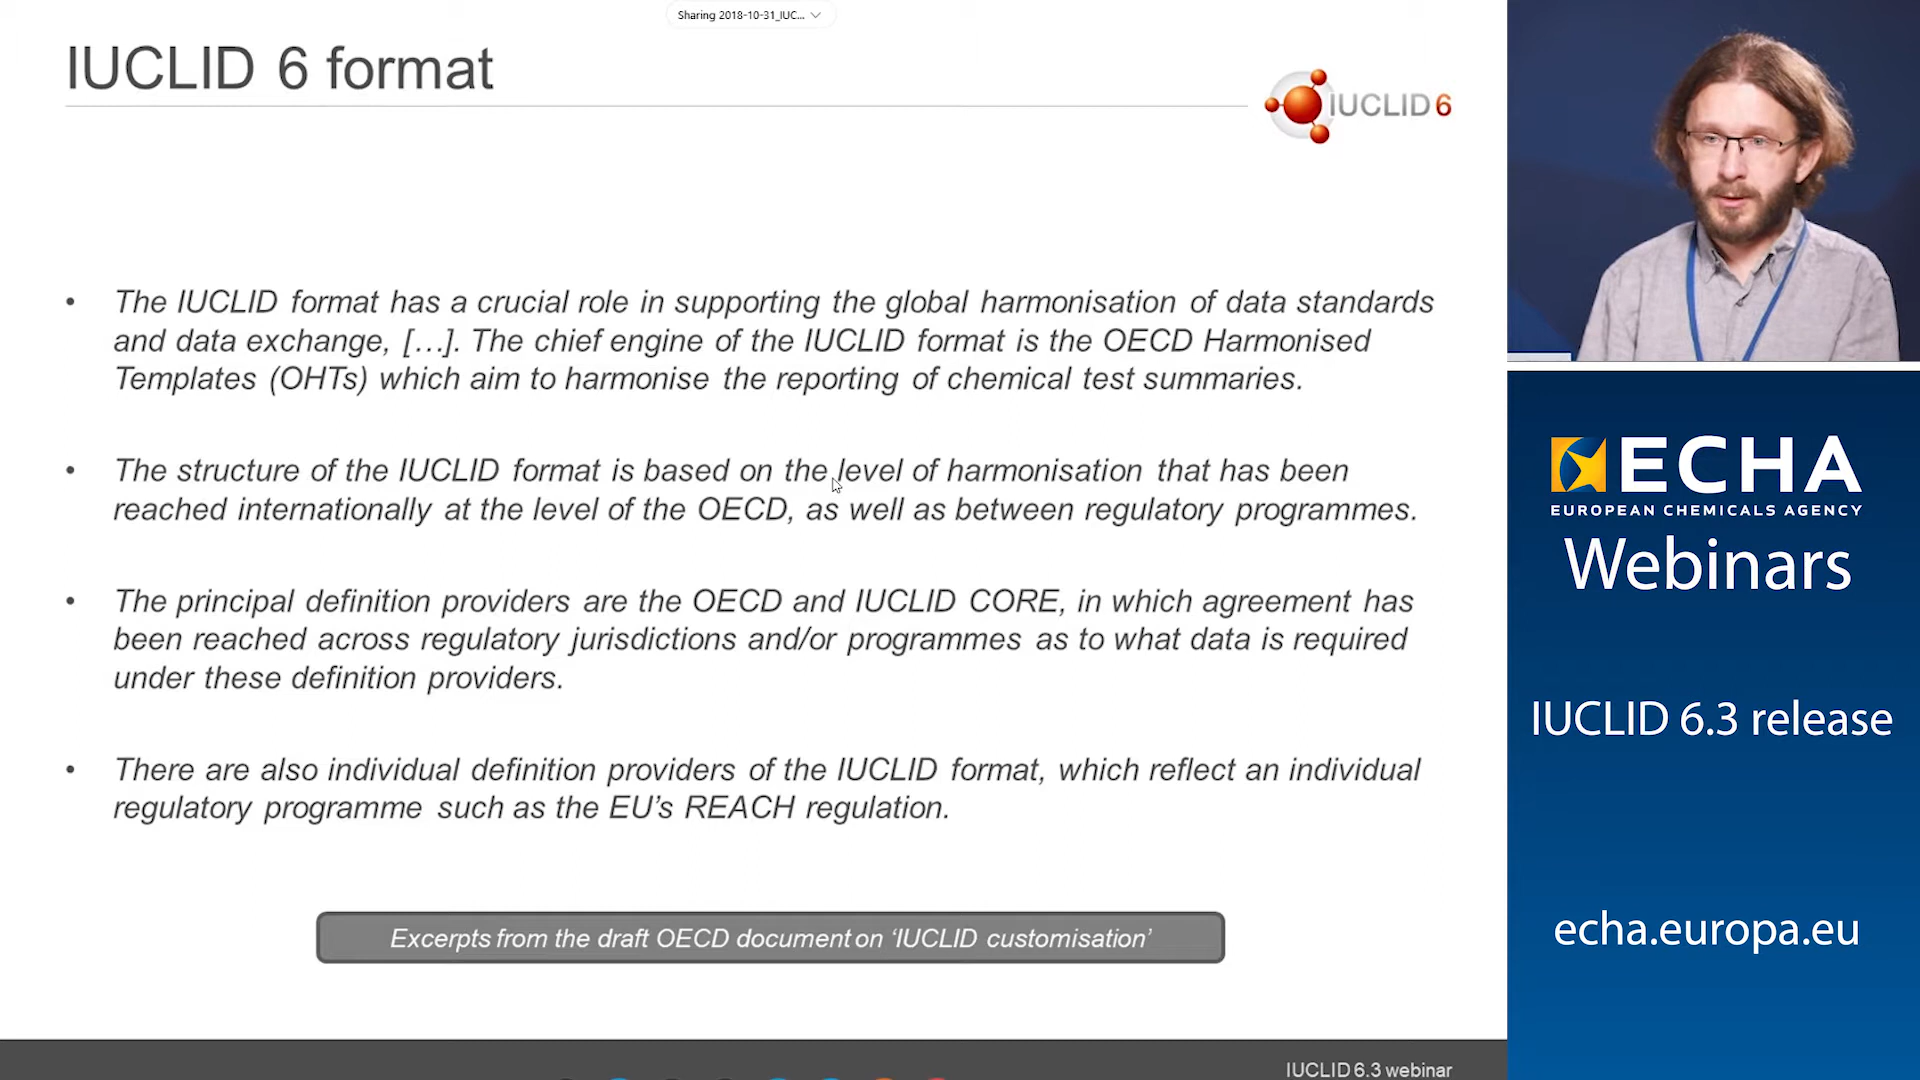 Sharing 2018-10-31_IUC...
IUCLID 6 format
IUCLID 6
• The IUCLID format has a crucial role in supporting the global harmonisation of data standards
and data exchange, […]. The chief engine of the IUCLID format is the OECD Harmonised
Templates (OHTs) which aim to harmonise the reporting of chemical test summaries.
• The structure of the IUCLID format is based on the level of harmonisation that has been
reached internationally at the level of the OECD, as well as between regulatory programmes.
• The principal definition providers are the OECD and IUCLID CORE, in which agreement has
been reached across regulatory jurisdictions and/or programmes as to what data is required
under these definition providers.
• There are also individual definition providers of the IUCLID format, which reflect an individual
regulatory programme such as the EU’s REACH regulation.
Excerpts from the draft OECD document on ‘IUCLID customisation’
IUCLID 6.3 webinar
ECHA
EUROPEAN CHEMICALS AGENCY
Webinars
IUCLID 6.3 release
echa.europa.eu